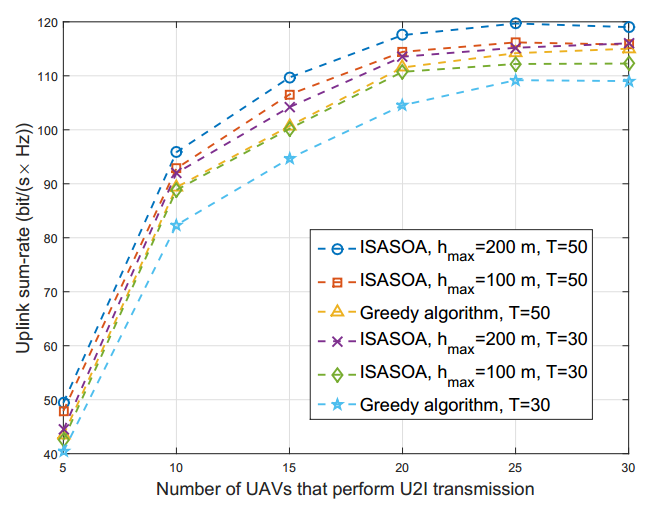 120
110
100
90
80
70
60
50
40
Uplink sum-rate (bit/(s× Hz))
ISASOA, hmax=200 m, T=50
ISASOA, hmax=100 m, T=50
Greedy algorithm, T=50
ISASOA, hmax=200 m, T=30
ISASOA, hmax=100 m, T=30
Greedy algorithm, T=30
5 10 15 20 25 30
Number of UAVs that perform U2I transmission